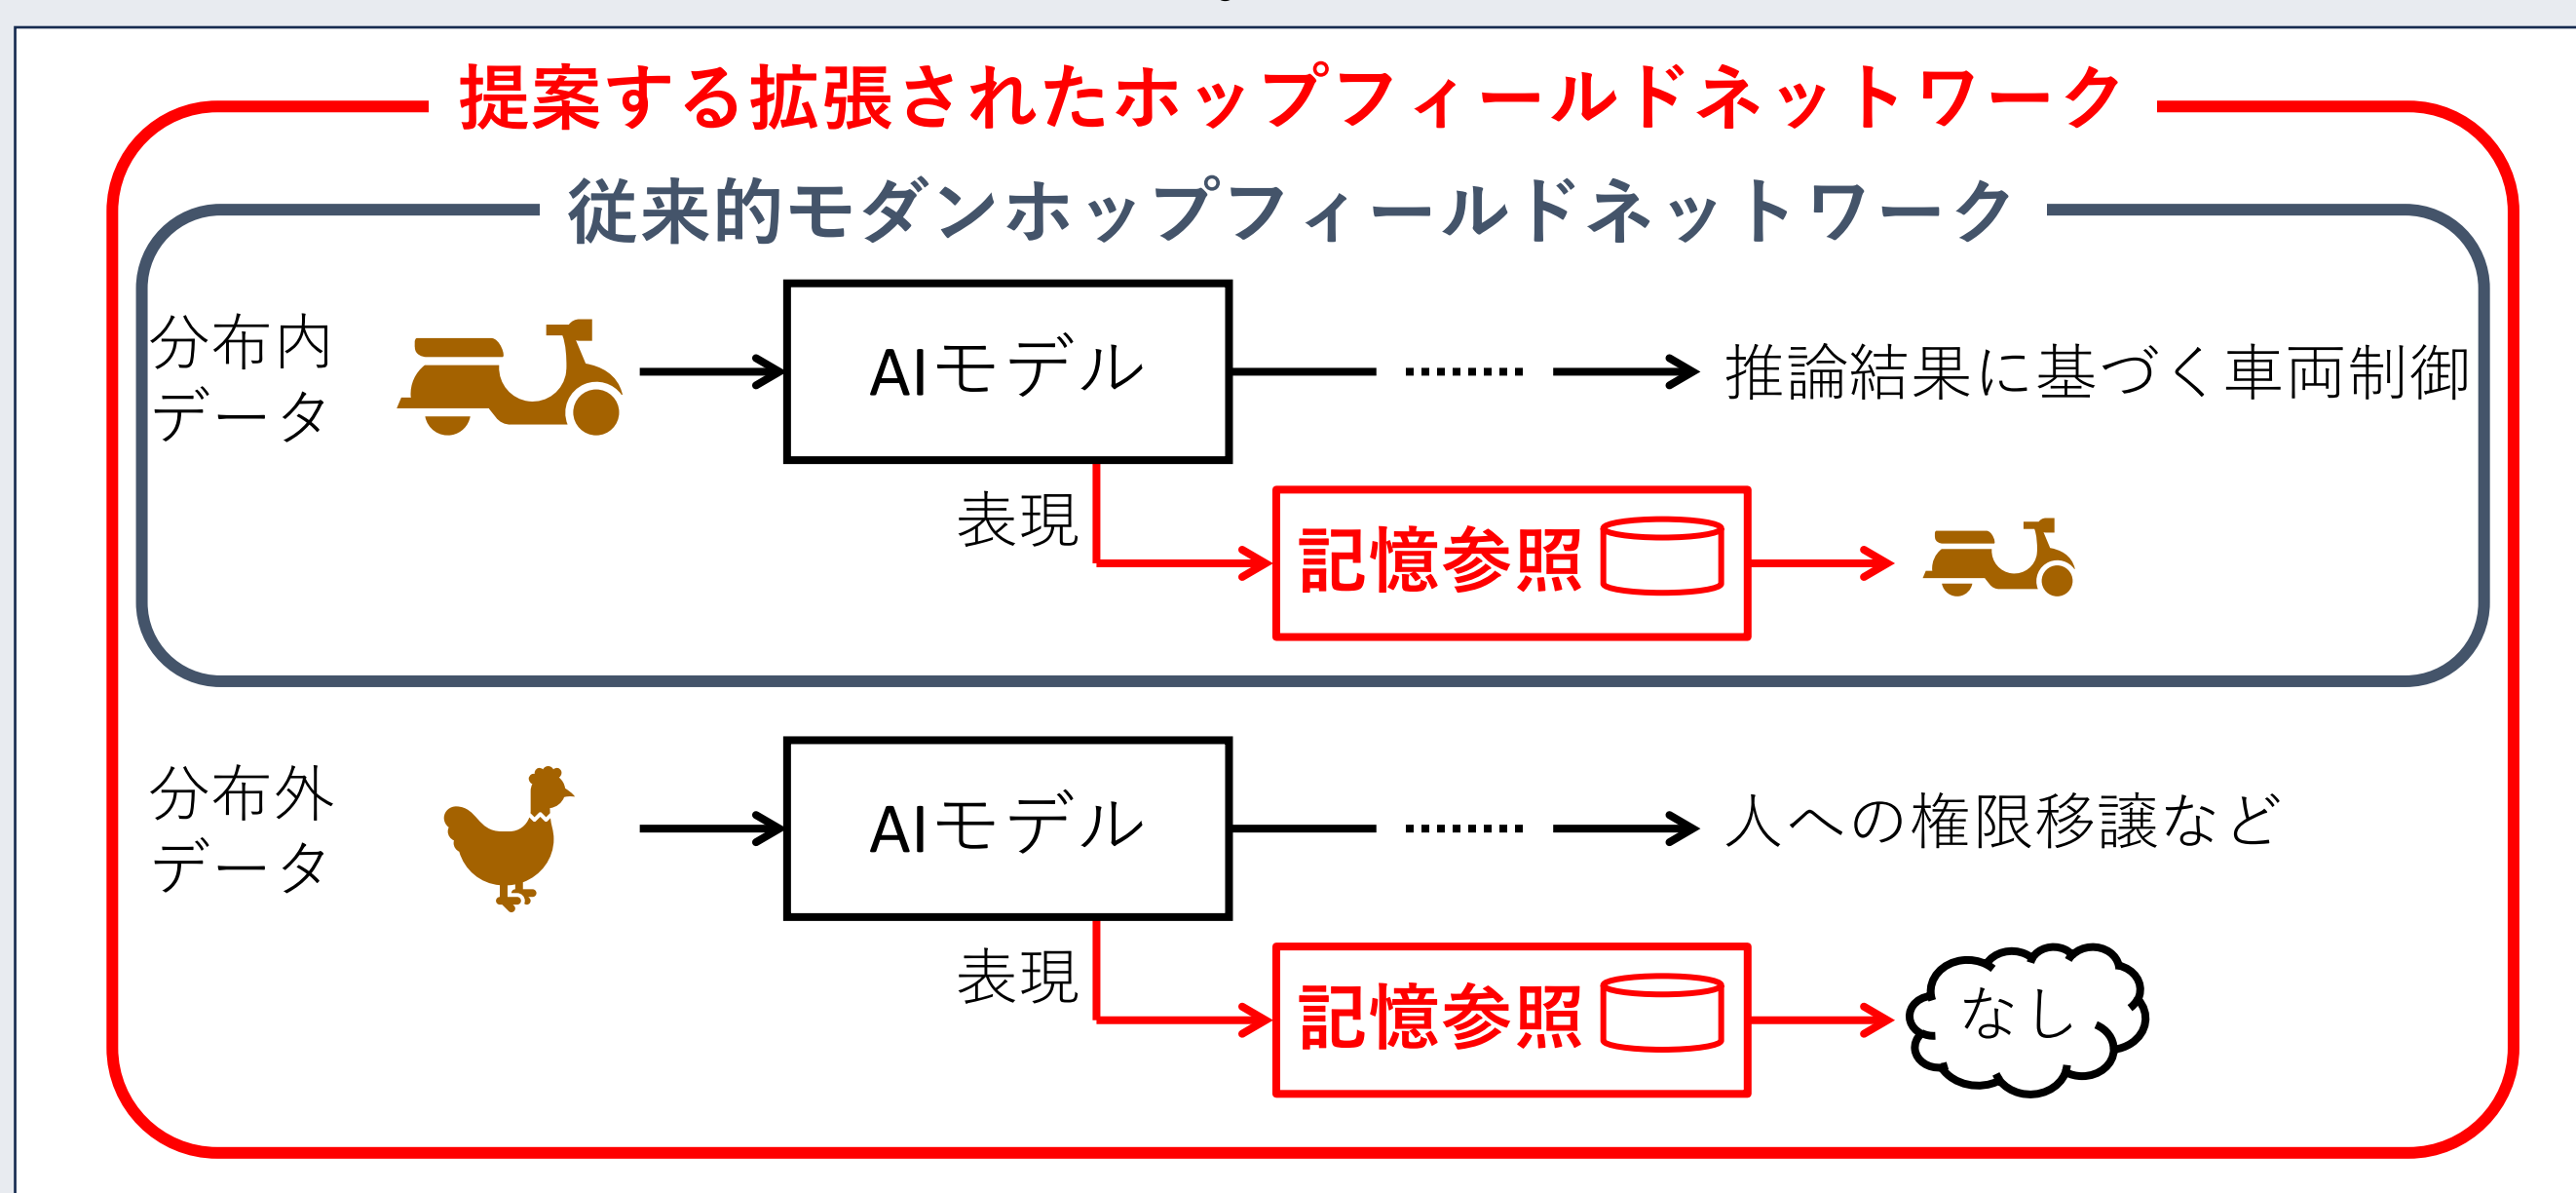 提案する拡張されたホップフィールドネットワーク
従来的モダンホップフィールドネットワーク
分布内
データ
AIモデル
推論結果に基づく車両制御
表現
記憶参照
分布外
データ
AIモデル
人への権限移譲など
表現
記憶参照
なし